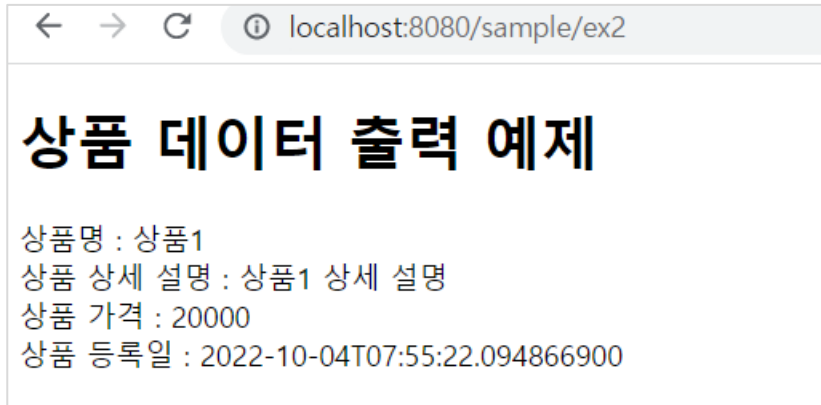 localhost:8080/sample/ex2
상품 데이터 출력 예제
상품명 : 상품1
상품 상세 설명 : 상품1 상세 설명
상품 가격 : 20000
상품 등록일 : 2022-10-04T07:55:22.094866900